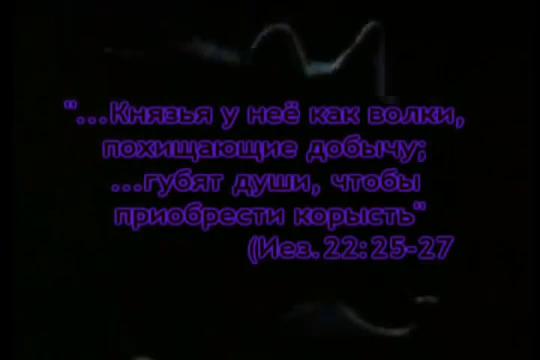 "...Князья у неё как волки,
похищающие добычу;
...губят души, чтобы
приобрести корысть"
(Иез. 22:25-27